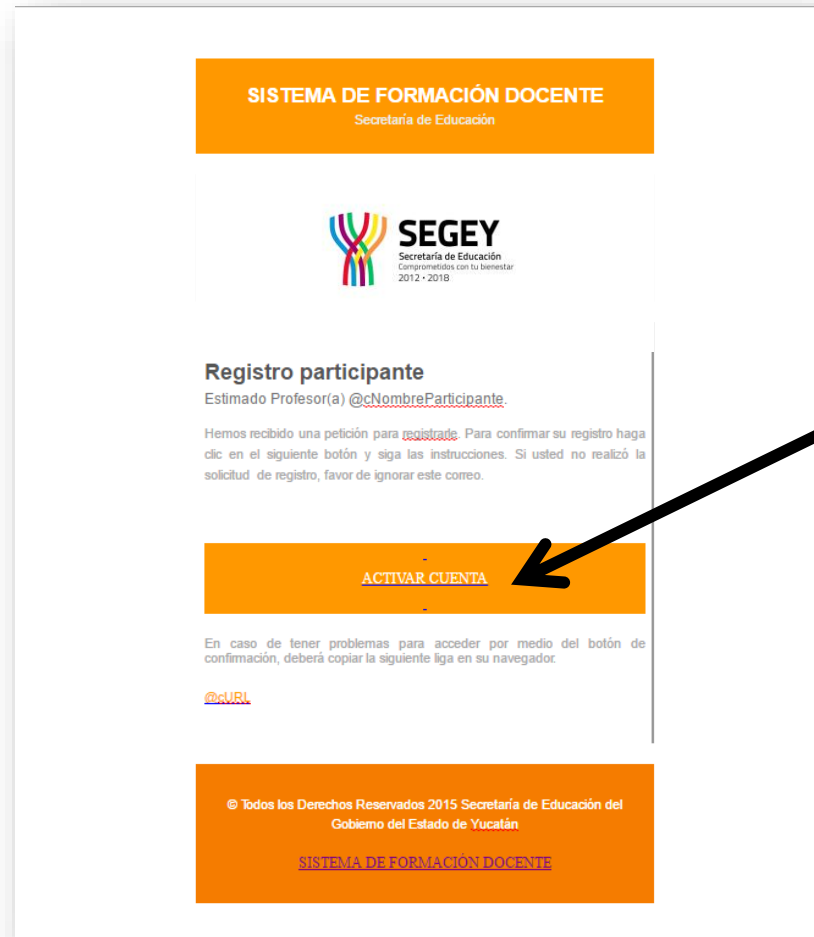 SISTEMA DE FORMACIÓN DOCENTE
Secretaría de Educación
SEGEY
Secretaría de Educación
Comprometidos con tu bienestar
2012 • 2018
Registro participante
Estimado Profesor(a) @cNombreParticipante.
Hemos recibido una petición para registrarle. Para confirmar su registro haga
clic en el siguiente botón y siga las instrucciones. Si usted no realizó la
solicitud de registro, favor de ignorar este correo.
ACTIVAR CUENTA
En caso de tener problemas para acceder por medio del botón de
confirmación, deberá copiar la siguiente liga en su navegador.
@cURL
© Todos los Derechos Reservados 2015 Secretaría de Educación del
Gobierno del Estado de Yucatán
SISTEMA DE FORMACIÓN DOCENTE